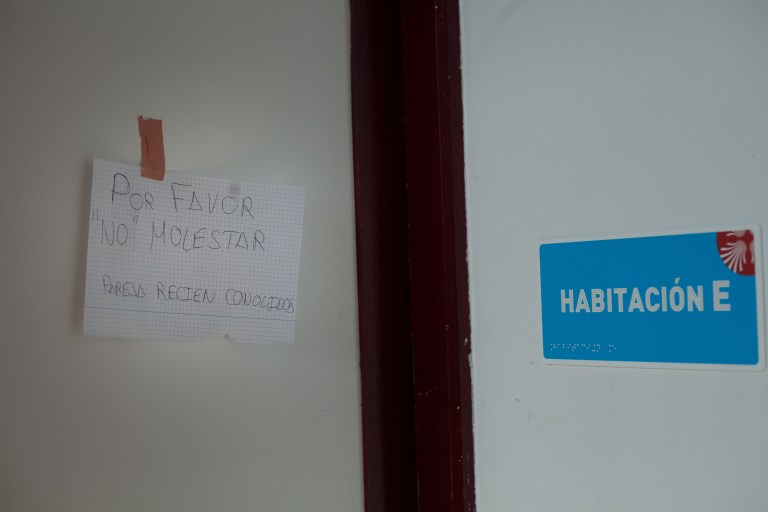 POR FAVOR
"NO" MOLESTAR
PAREJA RECIEN CONOCIDOS
HABITACIÓN E